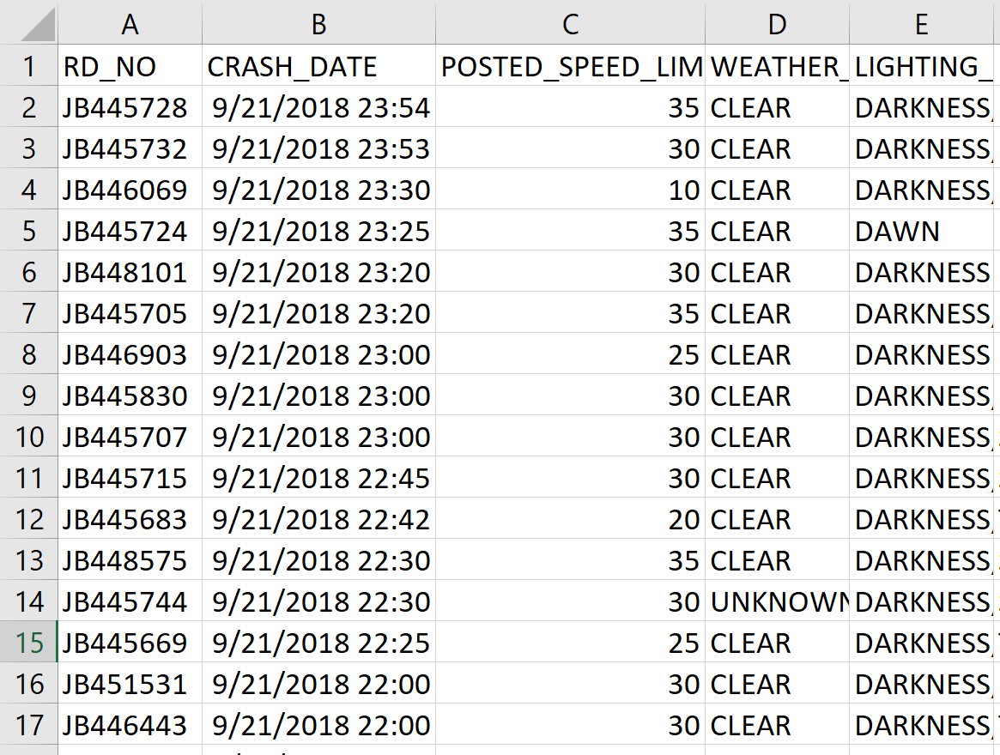 A B C D E
1 RD_NO CRASH_DATE POSTED_SPEED_LIM WEATHER_ LIGHTING_
2 JB445728 9/21/2018 23:54 35 CLEAR DARKNESS,
3 JB445732 9/21/2018 23:53 30 CLEAR DARKNESS,
4 JB446069 9/21/2018 23:30 10 CLEAR DARKNESS,
5 JB445724 9/21/2018 23:25 35 CLEAR DAWN
6 JB448101 9/21/2018 23:20 30 CLEAR DARKNESS
7 JB445705 9/21/2018 23:20 35 CLEAR DARKNESS,
8 JB446903 9/21/2018 23:00 25 CLEAR DARKNESS
9 JB445830 9/21/2018 23:00 30 CLEAR DARKNESS,
10 JB445707 9/21/2018 23:00 30 CLEAR DARKNESS,
11 JB445715 9/21/2018 22:45 30 CLEAR DARKNESS,
12 JB445683 9/21/2018 22:42 20 CLEAR DARKNESS,
13 JB448575 9/21/2018 22:30 35 CLEAR DARKNESS,
14 JB445744 9/21/2018 22:30 30 UNKNOWN DARKNESS,
15 JB445669 9/21/2018 22:25 25 CLEAR DARKNESS,
16 JB451531 9/21/2018 22:00 30 CLEAR DARKNESS,
17 JB446443 9/21/2018 22:00 30 CLEAR DARKNESS,